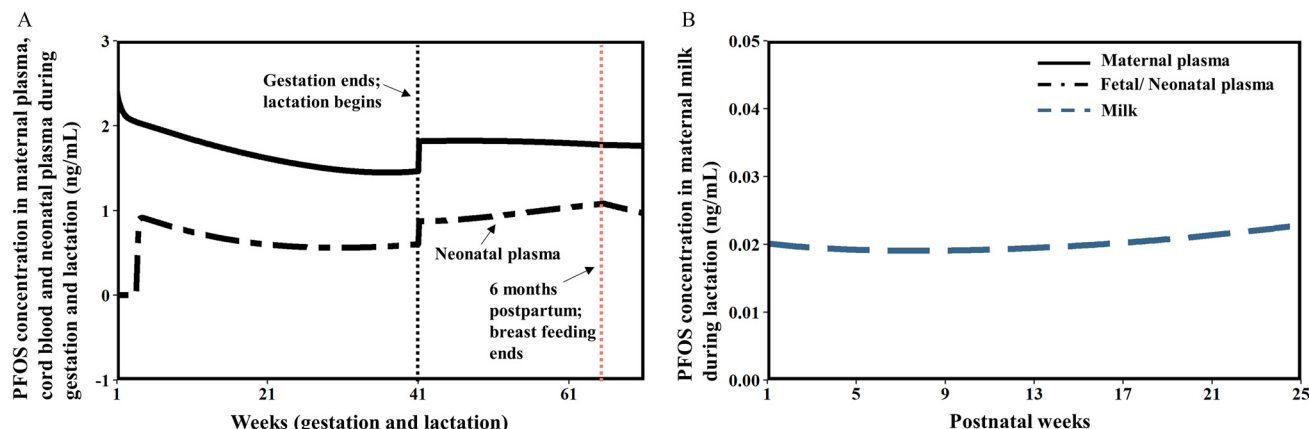 A
PFOS concentration in maternal plasma,
cord blood and neonatal plasma during
gestation and lactation (ng/mL)
3
2
1
0
-1
Gestation ends;
lactation begins
Neonatal plasma
6 months
postpartum;
breast feeding
ends
1
21
41
61
Weeks (gestation and lactation)
B
PFOS concentration in maternal milk
during lactation (ng/mL)
0.05
0.04
0.03
0.02
0.01
0.00
Maternal plasma
Fetal/ Neonatal plasma
Milk
1
5
9
13
17
21
25
Postnatal weeks